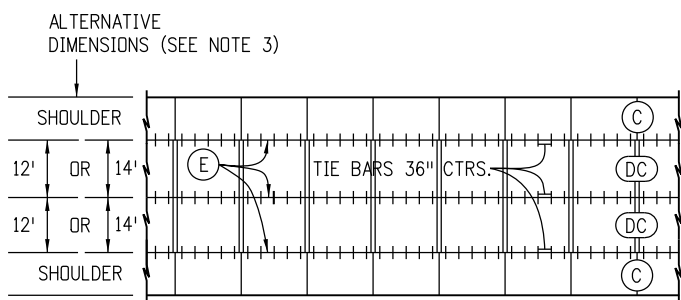 ALTERNATIVE
DIMENSIONS (SEE NOTE 3)
SHOULDER
C
12' OR 14'
E
TIE BARS 36" CTRS.
DC
12' OR 14'
DC
SHOULDER
C